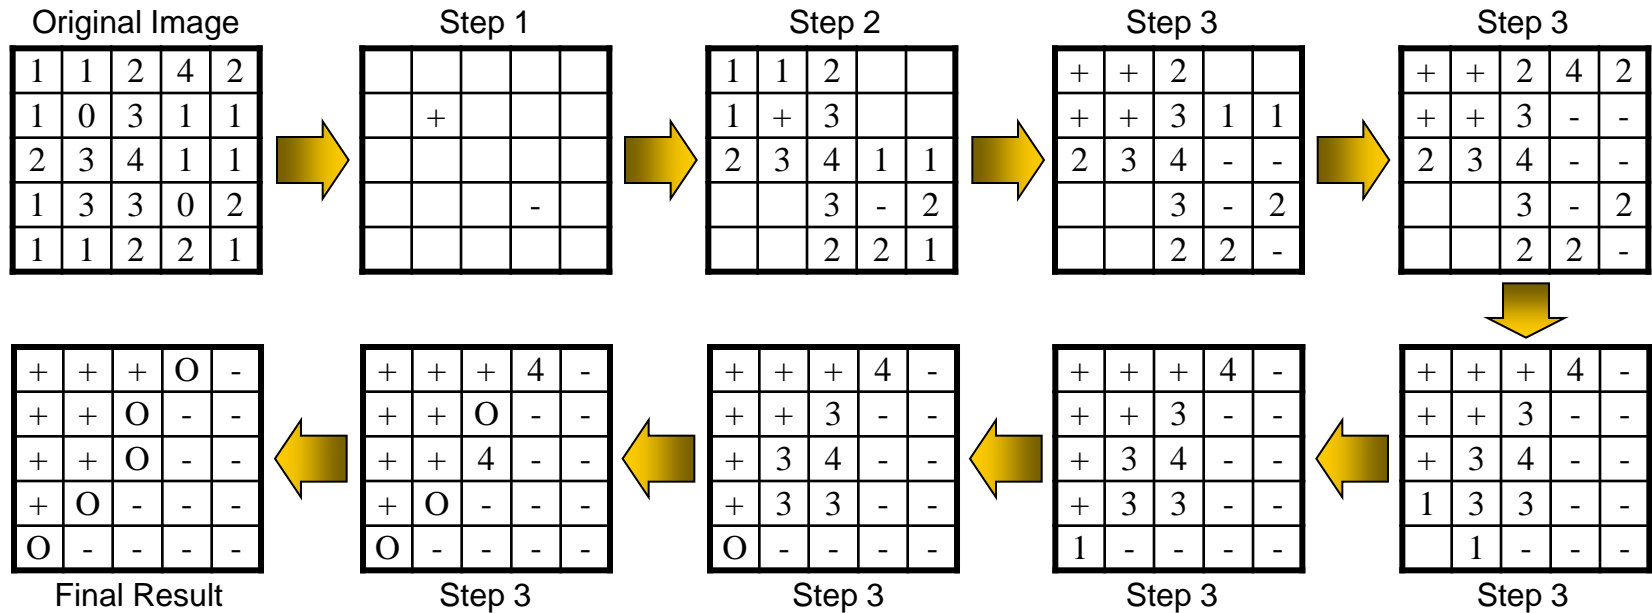 Original Image
1 1 2 4 2
1 0 3 1 1
2 3 4 1 1
1 3 3 0 2
1 1 2 2 1
Step 1
+
-
Step 2
1 1 2
1 + 3
2 3 4 1 1
3 - 2
2 2 1
Step 3
+ + 2
+ + 3 1 1
2 3 4 - -
3 - 2
2 2 -
Step 3
+ + 2 4 2
+ + 3 - -
2 3 4 - -
3 - 2
2 2 -
+ + + 4 -
+ + 3 - -
+ 3 4 - -
1 3 3 - -
1 - - -
Step 3
+ + + 4 -
+ + 3 - -
+ 3 4 - -
+ 3 3 - -
1 - - - -
Step 3
+ + + 4 -
+ + 3 - -
+ 3 4 - -
+ 3 3 - -
O - - - -
Step 3
+ + + 4 -
+ + O - -
+ + 4 - -
+ O - - -
O - - - -
Step 3
+ + + O -
+ + O - -
+ + O - -
+ O - - -
O - - - -
Final Result